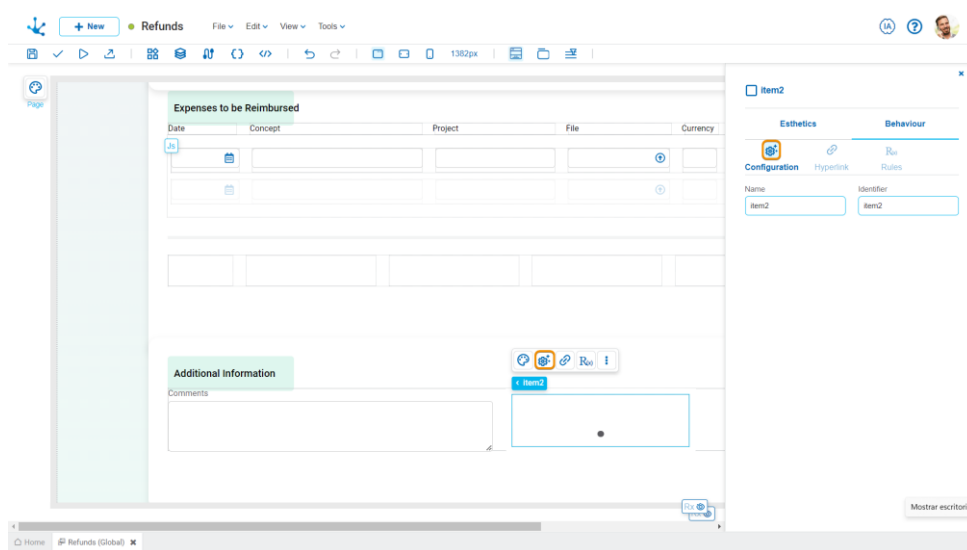 + New
Refunds
File
Edit
View
Tools
IA
?
1382px
Page
Expenses to be Reimbursed
Date
Concept
Project
File
Currency
Js
item2
Esthetics
Behaviour
Configuration
Hyperlink
Rules
Name
Identifier
item2
item2
Additional Information
Comments
item2
Rx
Mostrar escritori
Home
Refunds (Global)